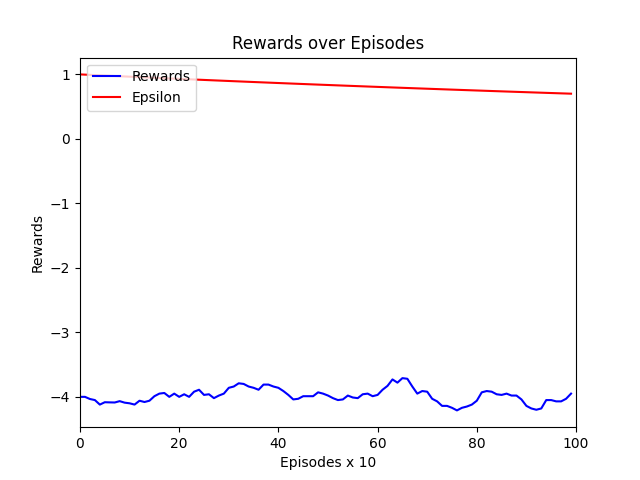 Rewards over Episodes
Rewards
Epsilon
1
0
−1
−2
−3
−4
Rewards
0
20
40
60
80
100
Episodes x 10